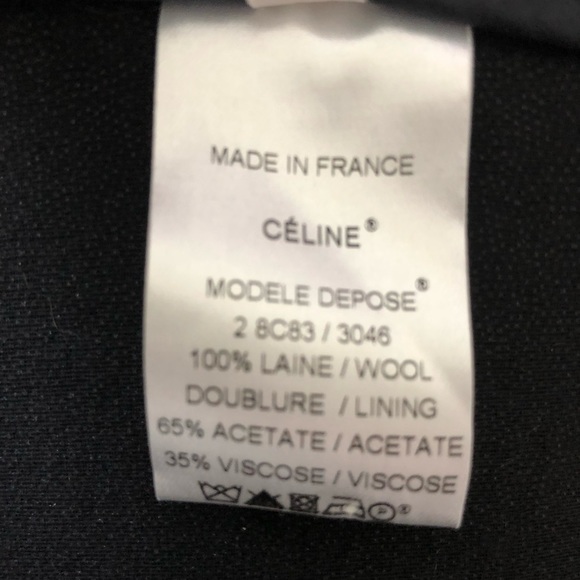 MADE IN FRANCE
CÉLINE®
MODELE DEPOSE®
2 8C83 / 3046
100% LAINE / WOOL
DOUBLURE / LINING
65% ACETATE / ACETATE
35% VISCOSE / VISCOSE
P